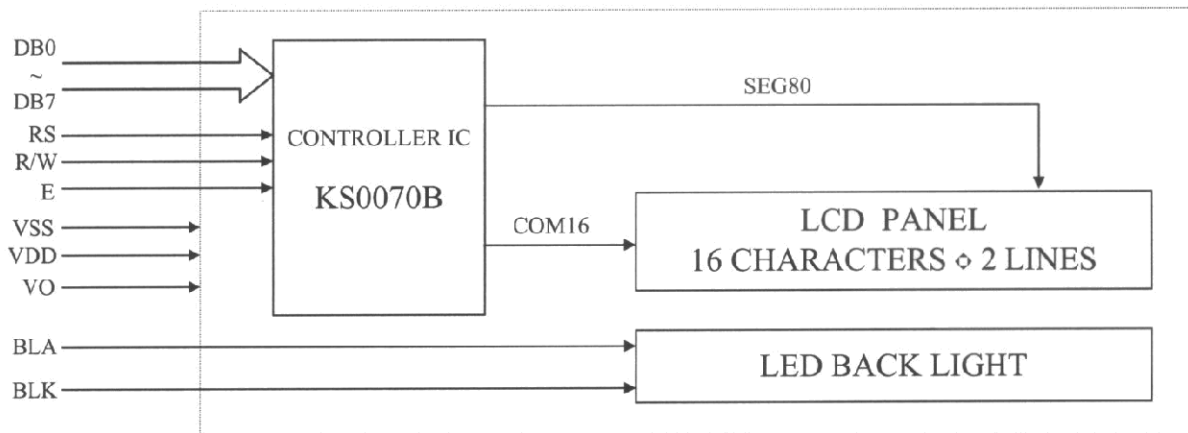 DB0
~
DB7
RS
R/W
E
VSS
VDD
VO
BLA
BLK
CONTROLLER IC
KS0070B
SEG80
COM16
LCD PANEL
16 CHARACTERS ⋄ 2 LINES
LED BACK LIGHT